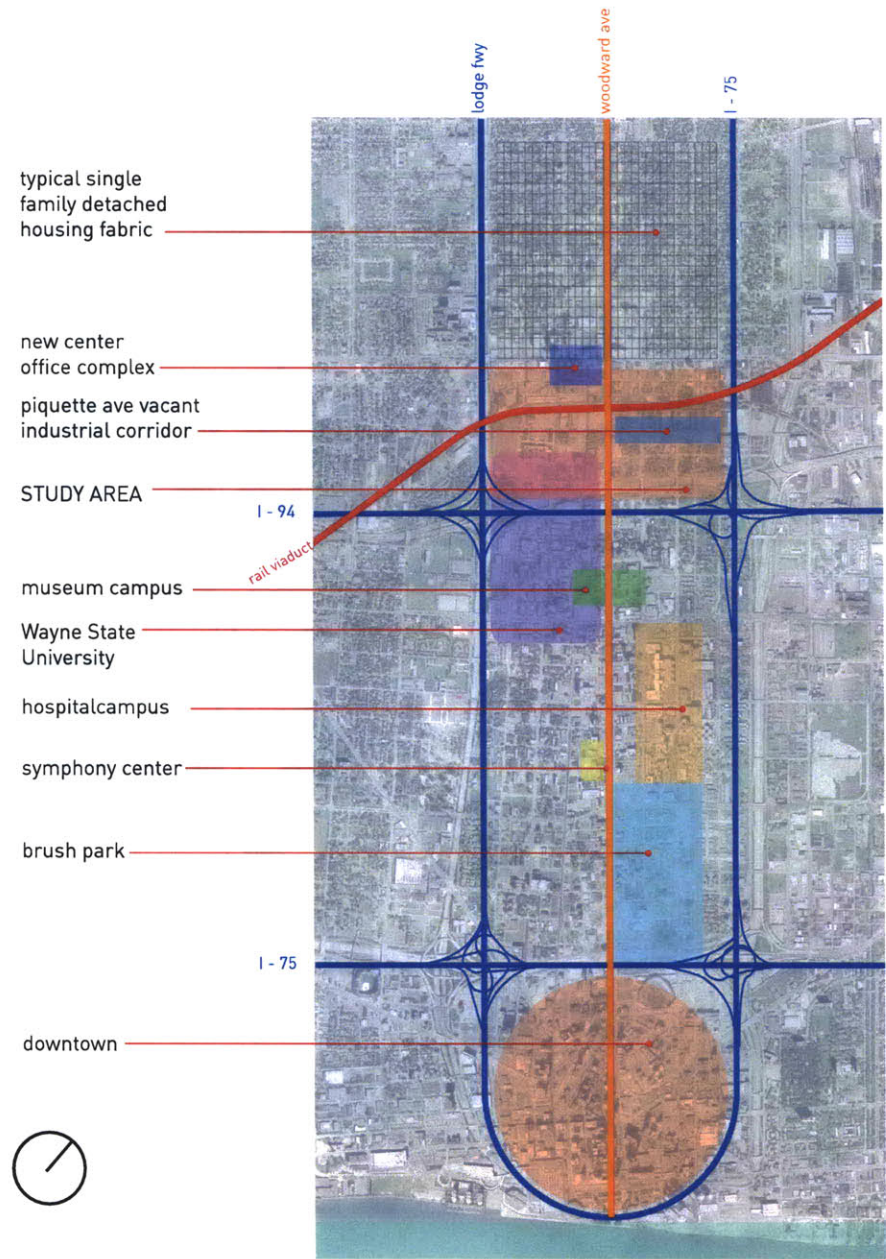 lodge fwy
woodward ave
I - 75
typical single
family detached
housing fabric
new center
office complex
piquette ave vacant
industrial corridor
STUDY AREA
I - 94
rail viaduct
museum campus
Wayne State
University
hospitalcampus
symphony center
brush park
I - 75
downtown